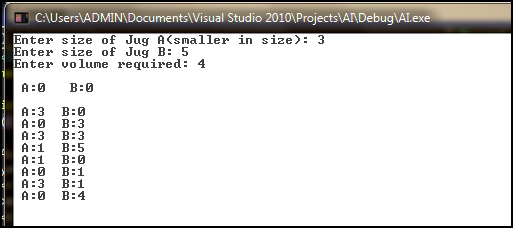 C:\Users\ADMIN\Documents\Visual Studio 2010\Projects\AI\Debug\AI.exe
Enter size of Jug A(smaller in size): 3
Enter size of Jug B: 5
Enter volume required: 4
A:0   B:0
A:3  B:0
A:0  B:3
A:3  B:3
A:1  B:5
A:1  B:0
A:0  B:1
A:3  B:1
A:0  B:4